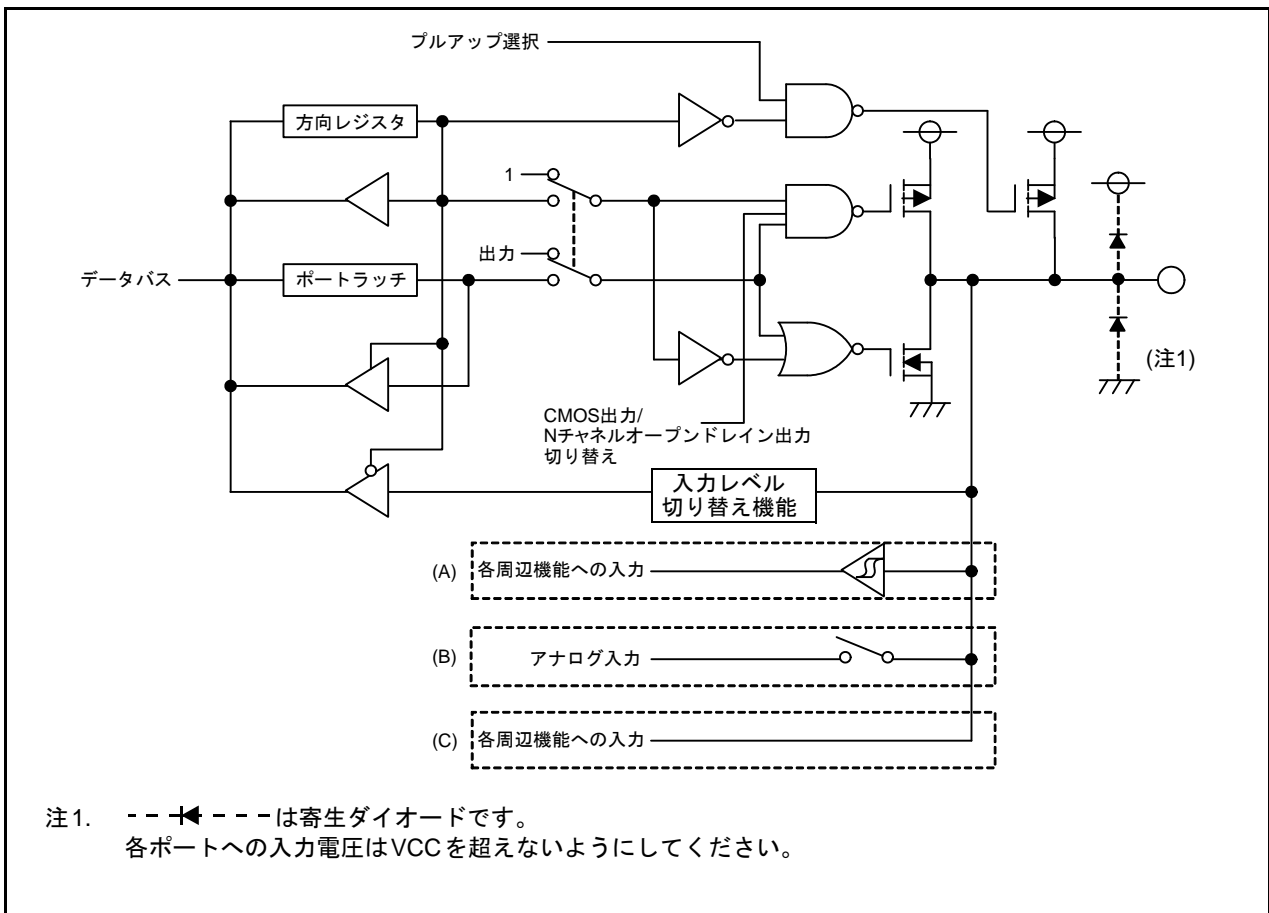 プルアップ選択
方向レジスタ
1
出力
データバス
ポートラッチ
(注1)
CMOS出力/
Nチャネルオープンドレイン出力
切り替え
入力レベル
切り替え機能
(A) 各周辺機能への入力
(B) アナログ入力
(C) 各周辺機能への入力
注1. は寄生ダイオードです。
各ポートへの入力電圧はVCCを超えないようにしてください。